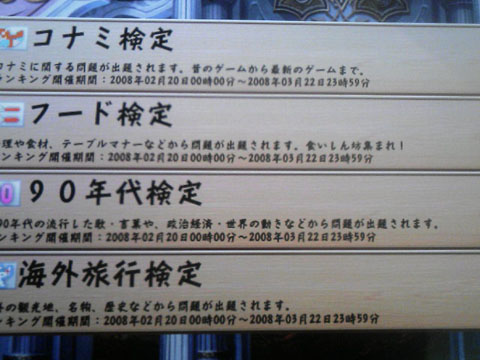 コナミ検定
コナミに関する問題が出題されます。昔のゲームから最新のゲームまで。
ンキング開催期間：2008年02月20日00時00分～2008年03月22日23時59分
フード検定
理や食材、テーブルマナーなどから問題が出題されます。食いしん坊集まれ！
ンキング開催期間：2008年02月20日00時00分～2008年03月22日23時59分
９０年代検定
90年代の流行した歌・言葉や、政治経済・世界の動きなどから問題が出題されます。
ンキング開催期間：2008年02月20日00時00分～2008年03月22日23時59分
海外旅行検定
の観光地、名物、歴史などから問題が出題されます。
ンキング開催期間：2008年02月20日00時00分～2008年03月22日23時59分